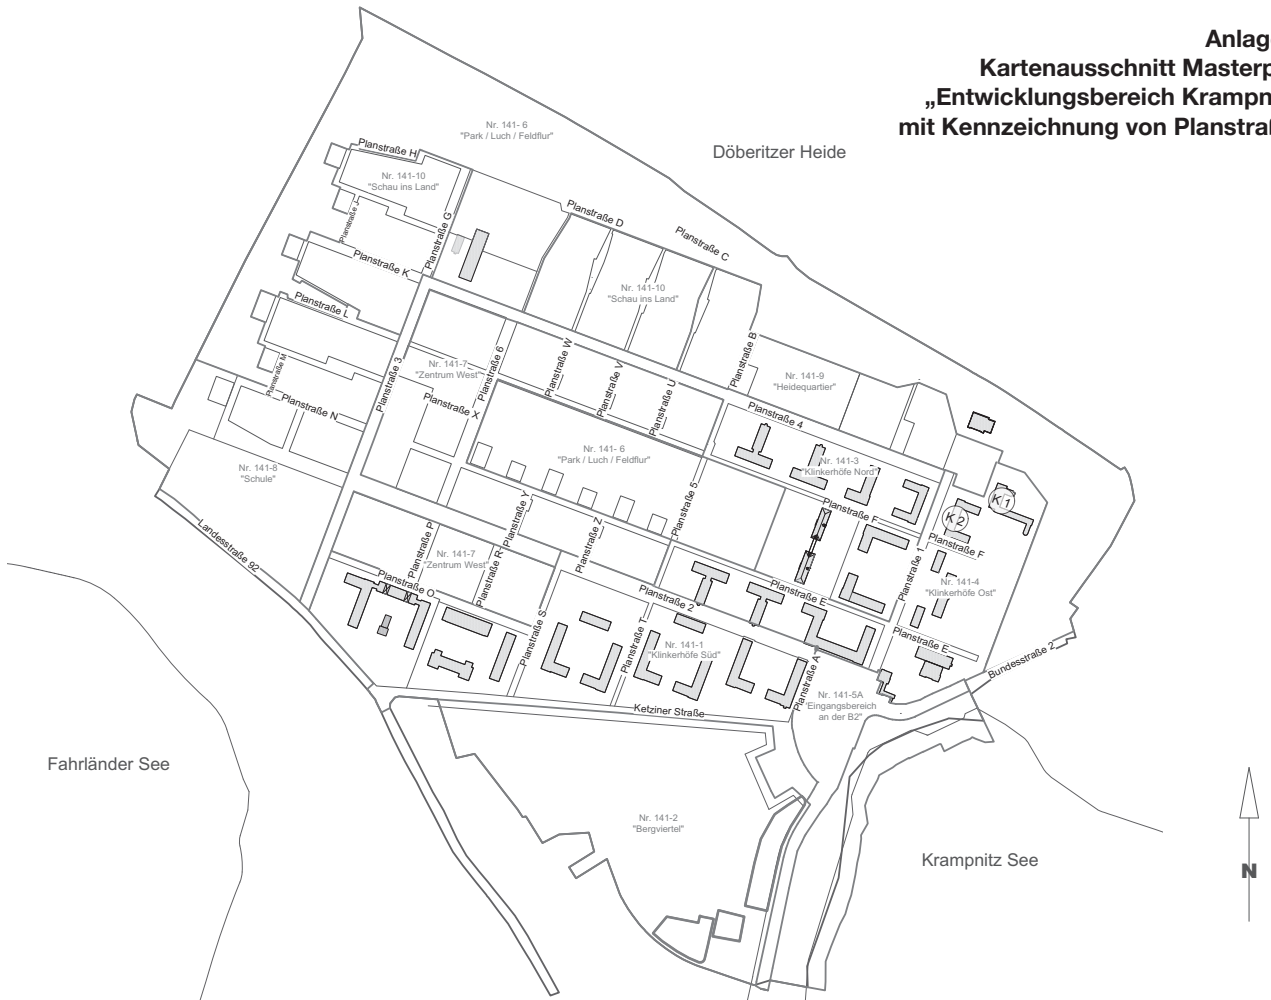 Anlag
Kartenausschnitt Masterp
„Entwicklungsbereich Krampn
mit Kennzeichnung von Planstra
Döberitzer Heide
Nr. 141- 6
"Park / Luch / Feldflur"
Planstraße H
Nr. 141-10
"Schau ins Land"
Planstraße J
Planstraße G
Planstraße D
Planstraße C
Planstraße K
Nr. 141-10
"Schau ins Land"
Planstraße L
Planstraße B
Planstraße 3
Nr. 141-7
"Zentrum West"
Planstraße 6
Planstraße W
Planstraße V
Planstraße U
Nr. 141-9
"Heidequartier"
Planstraße M
Planstraße N
Planstraße X
Planstraße 4
Nr. 141- 6
"Park / Luch / Feldflur"
Nr. 141-3
"Klinkerhöfe Nord"
Nr. 141-8
"Schule"
Planstraße 5
K 1
K 2
Planstraße F
Planstraße F
Landesstraße 92
Planstraße P
Planstraße Y
Planstraße Z
Nr. 141-7
"Zentrum West"
Planstraße R
Planstraße O
Planstraße 1
Nr. 141-4
"Klinkerhöfe Ost"
Planstraße 2
Planstraße E
Planstraße E
Planstraße S
Planstraße T
Nr. 141-1
"Klinkerhöfe Süd"
Planstraße A
Bundesstraße 2
Nr. 141-5A
"Eingangsbereich
an der B2"
Ketziner Straße
Fahrländer See
Nr. 141-2
"Bergviertel"
Krampnitz See
N